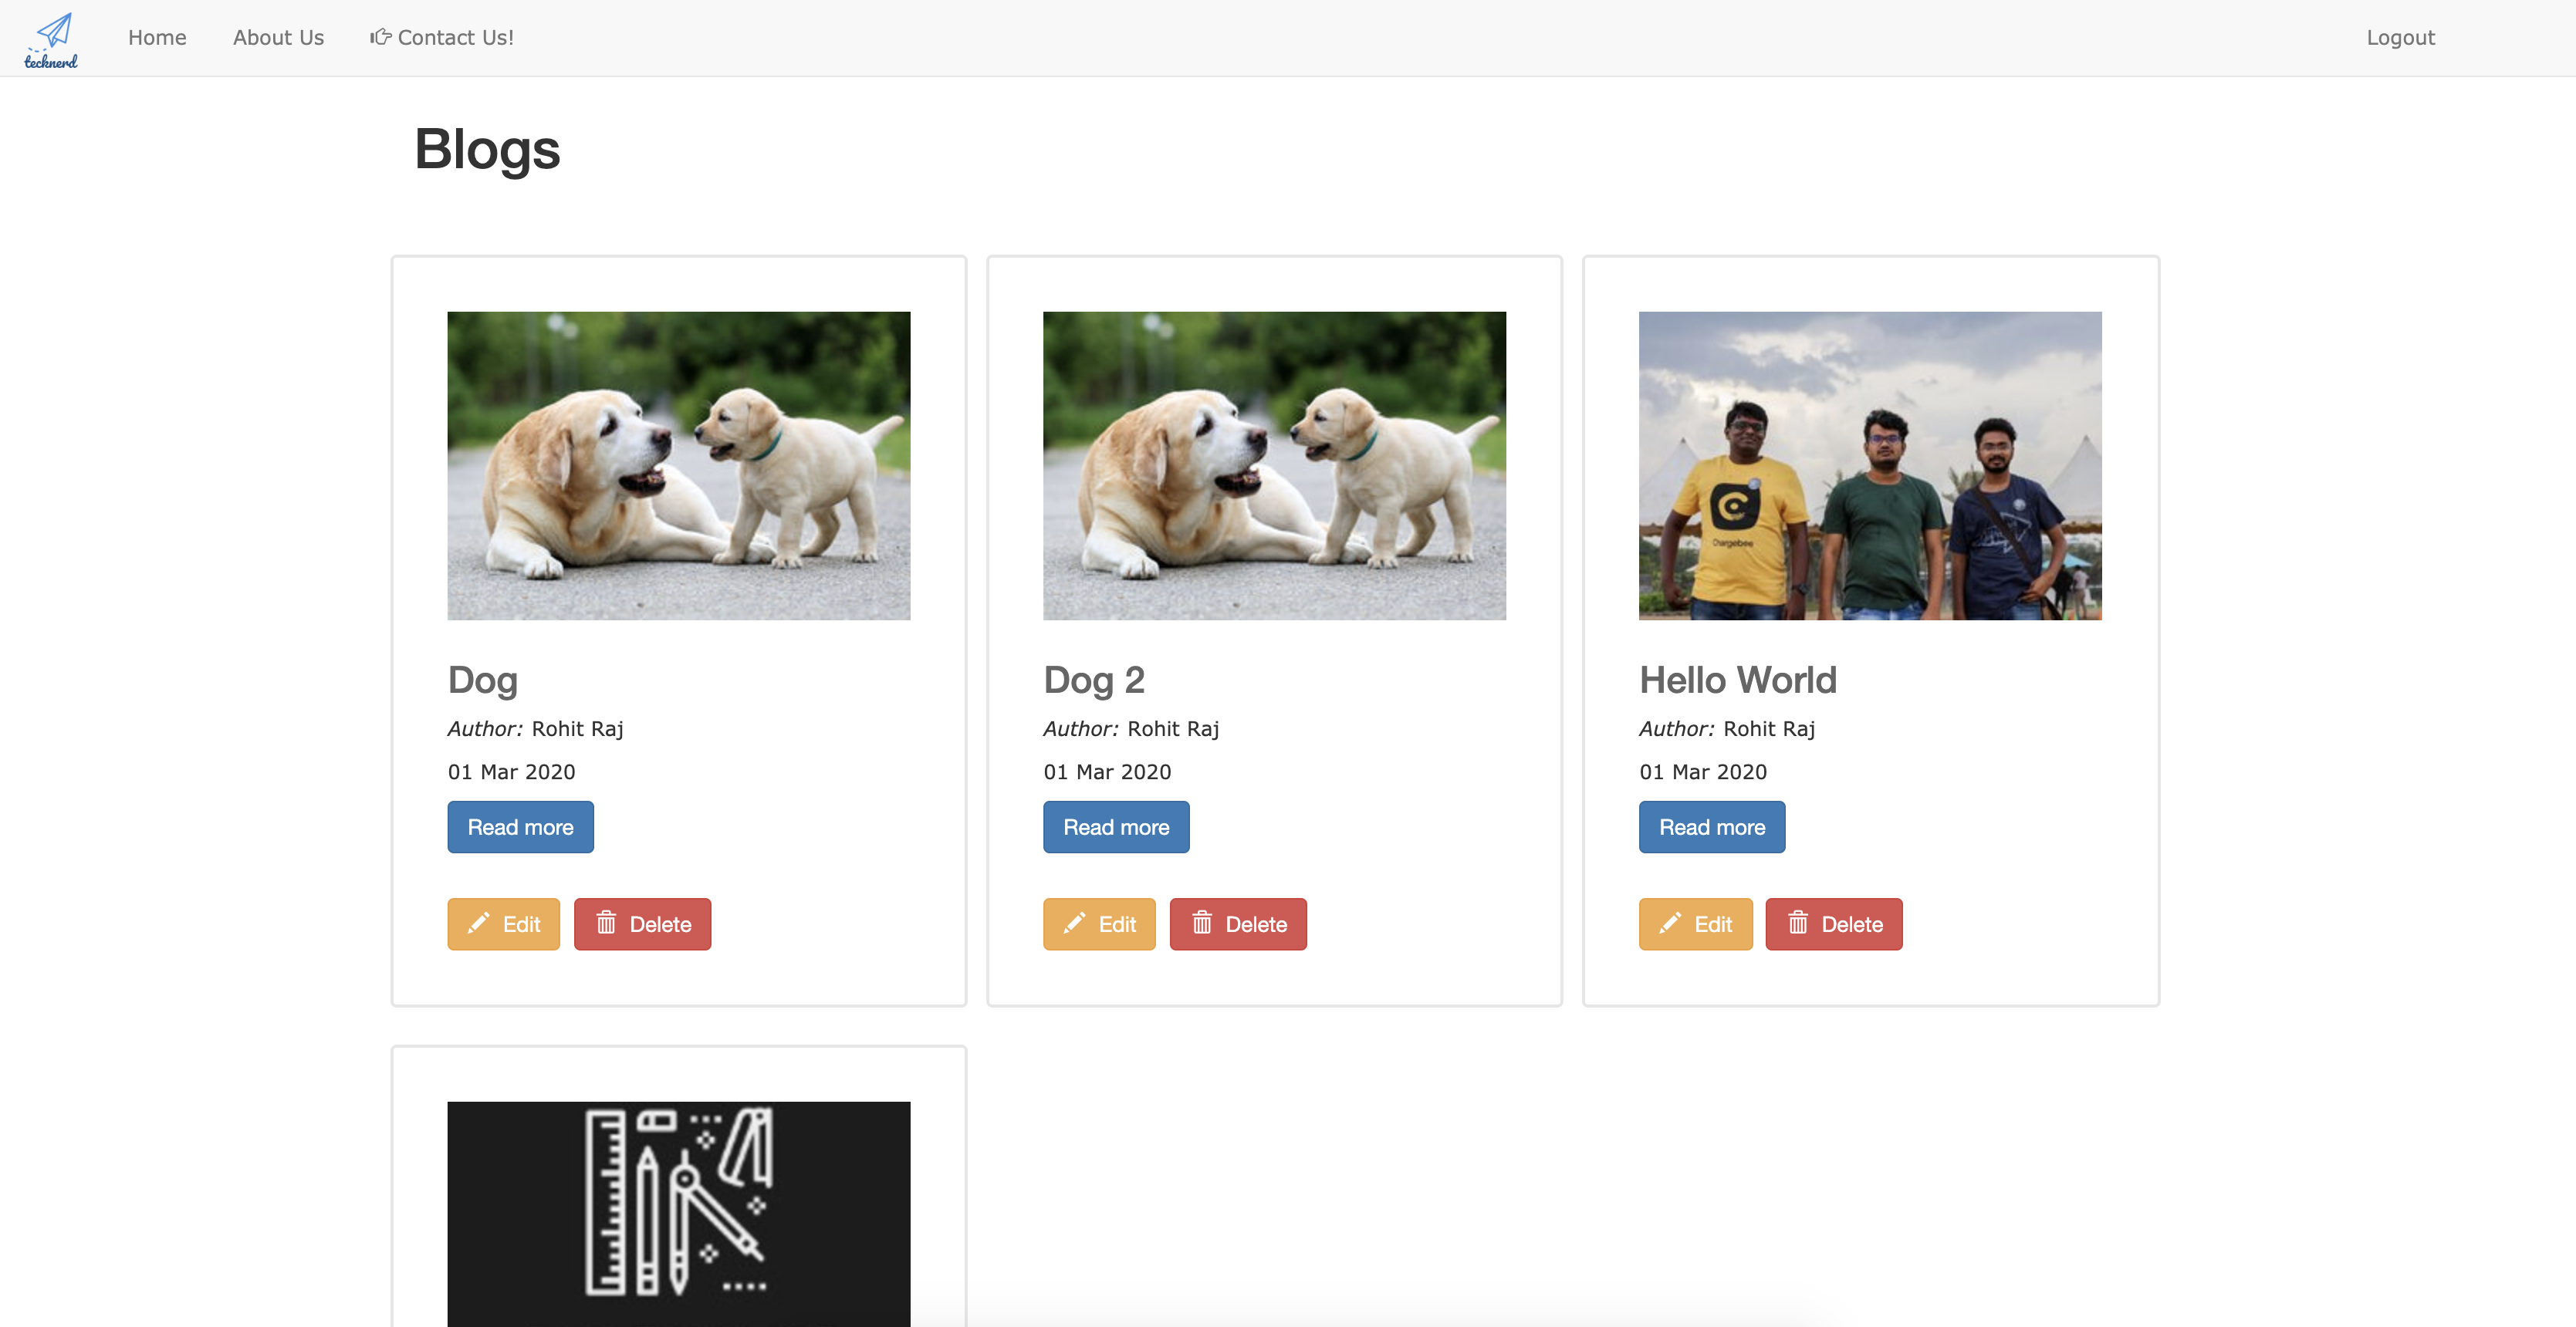 tecknerd
Home About Us Contact Us! Logout
Blogs
Chargebee
Dog
Author: Rohit Raj
01 Mar 2020
Read more
Edit Delete
Dog 2
Author: Rohit Raj
01 Mar 2020
Read more
Edit Delete
Hello World
Author: Rohit Raj
01 Mar 2020
Read more
Edit Delete